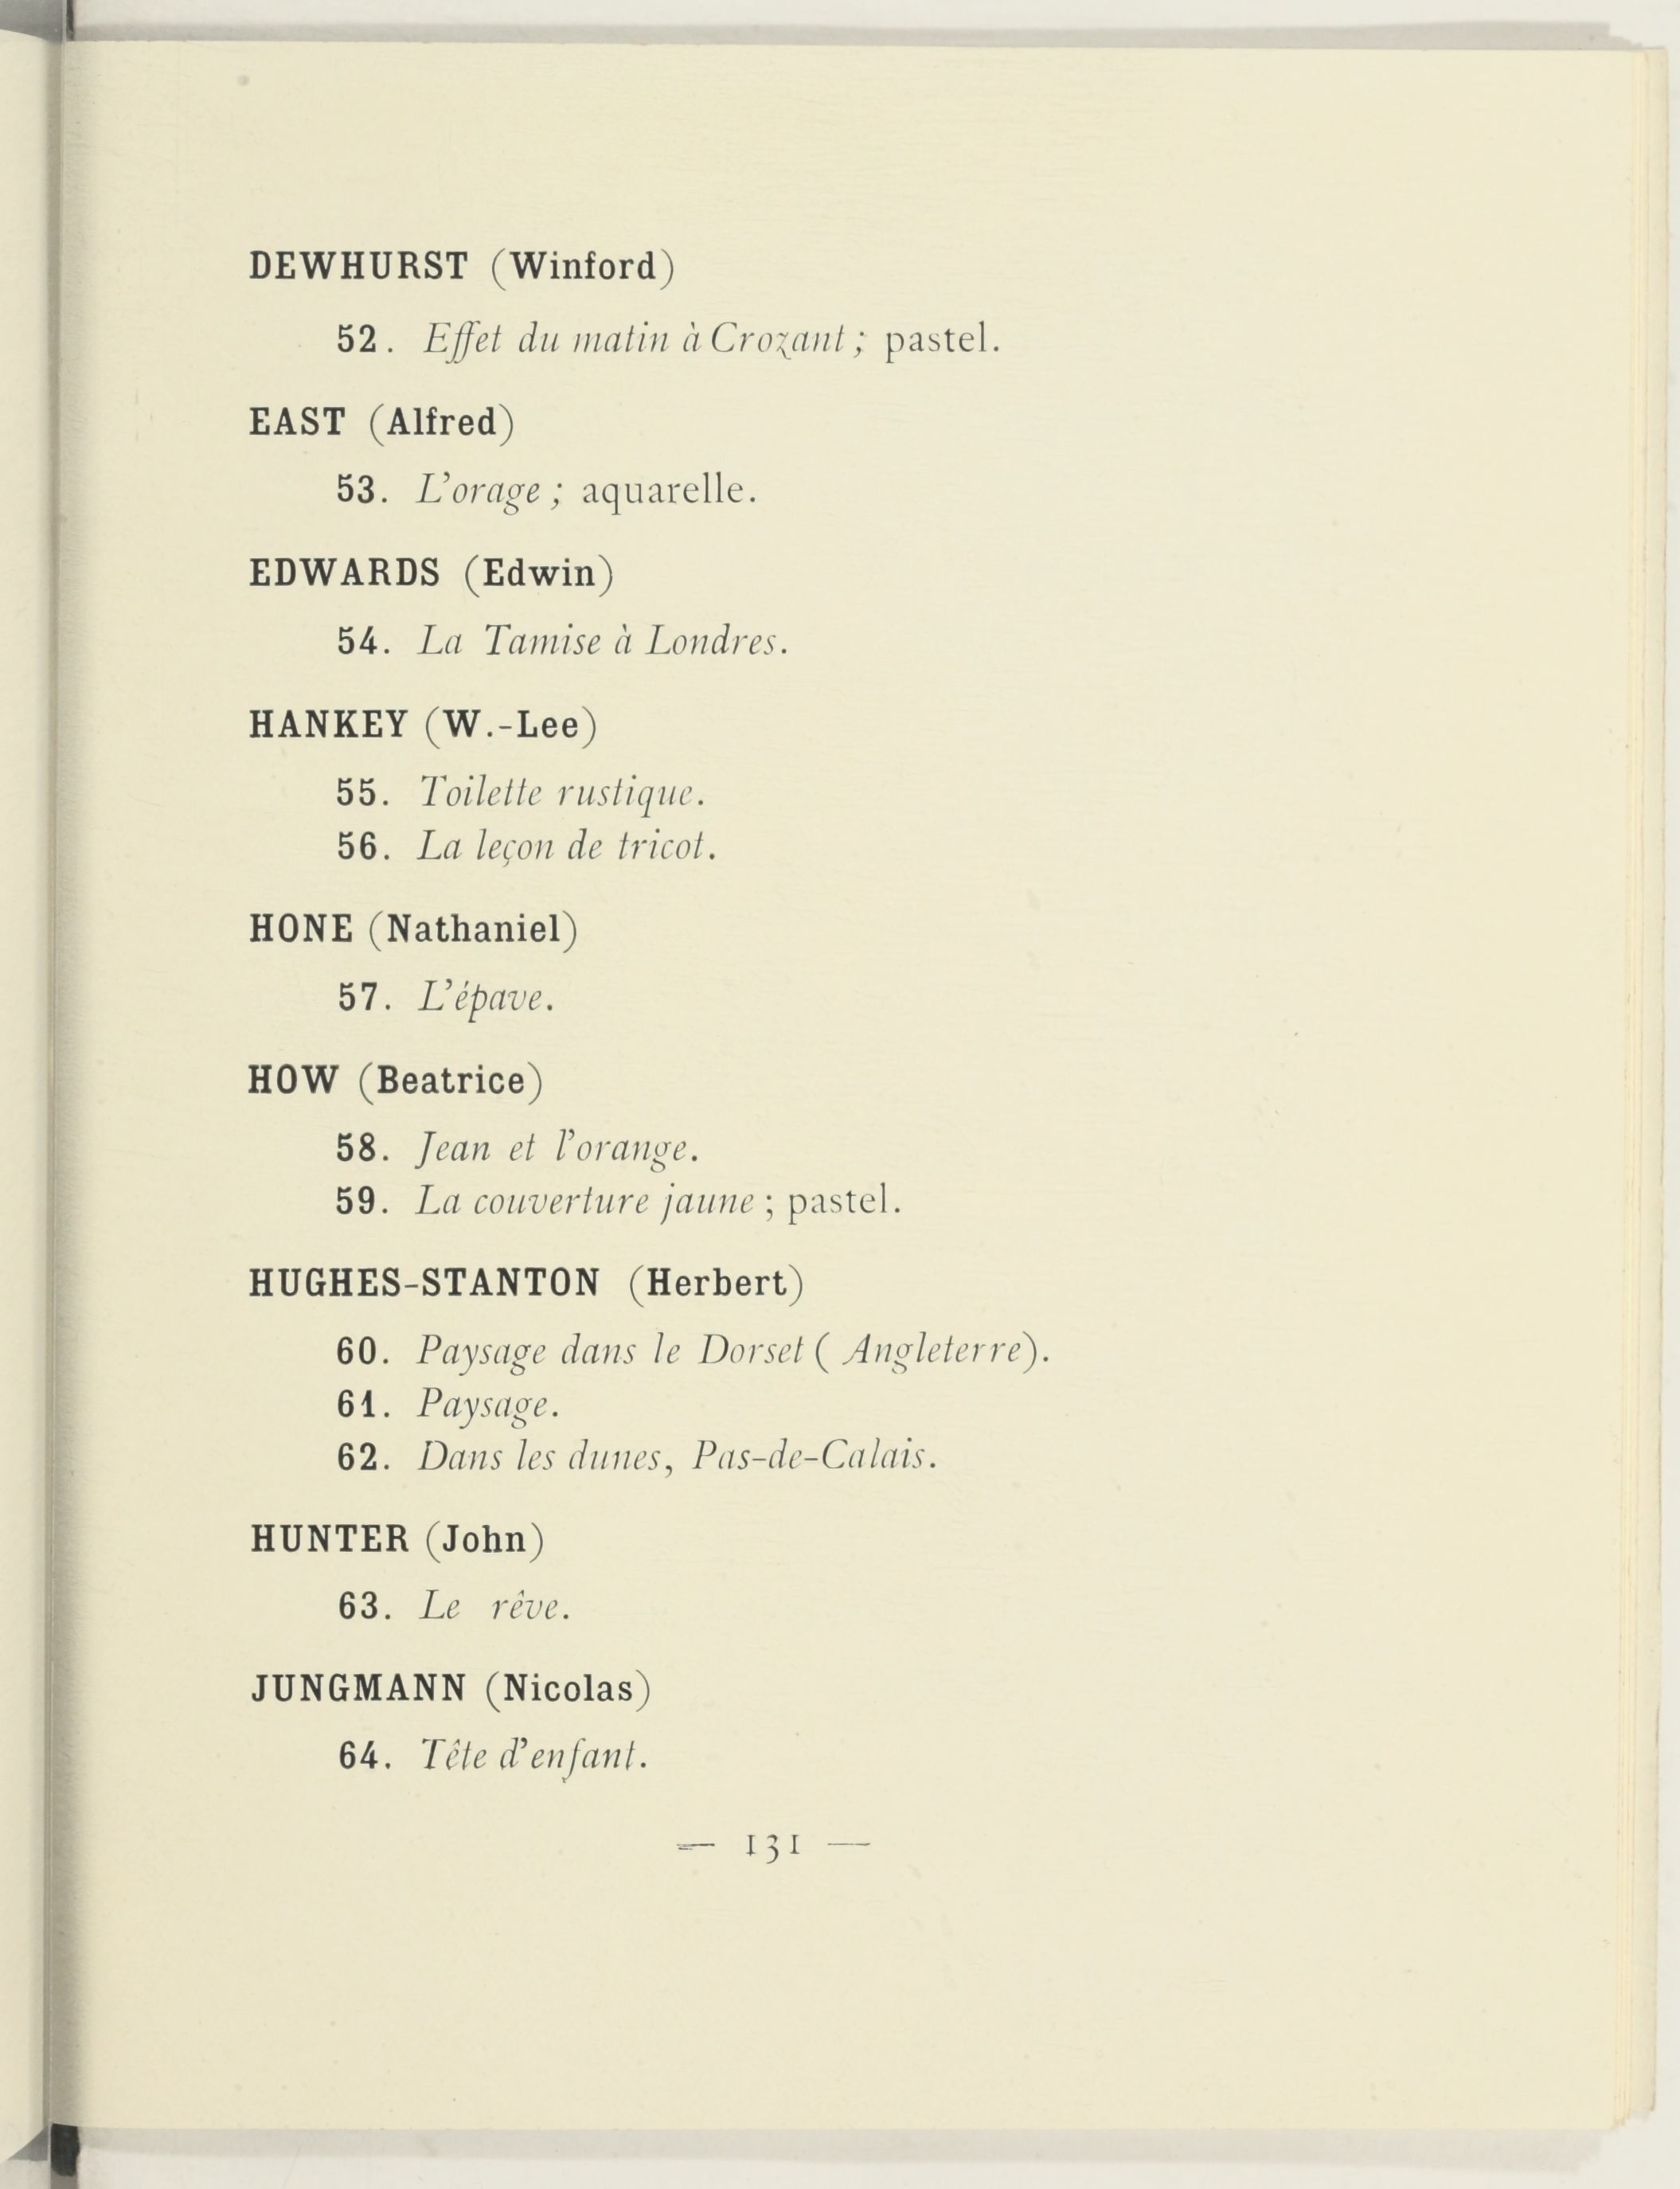 DEWHURST (Winford)
52. Effet du matin à Crozant ; pastel.
EAST (Alfred)
53. L'orage ; aquarelle.
EDWARDS (Edwin)
54. La Tamise à Londres.
HANKEY (W.-Lee)
55. Toilette rustique.
56. La leçon de tricot.
HONE (Nathaniel)
57. L'épave.
HOW (Beatrice)
58. Jean et l'orange.
59. La couverture jaune ; pastel.
HUGHES-STANTON (Herbert)
60. Paysage dans le Dorset ( Angleterre).
61. Paysage.
62. Dans les dunes, Pas-de-Calais.
HUNTER (John)
63. Le rêve.
JUNGMANN (Nicolas)
64. Tête d'enfant.
— 131 —